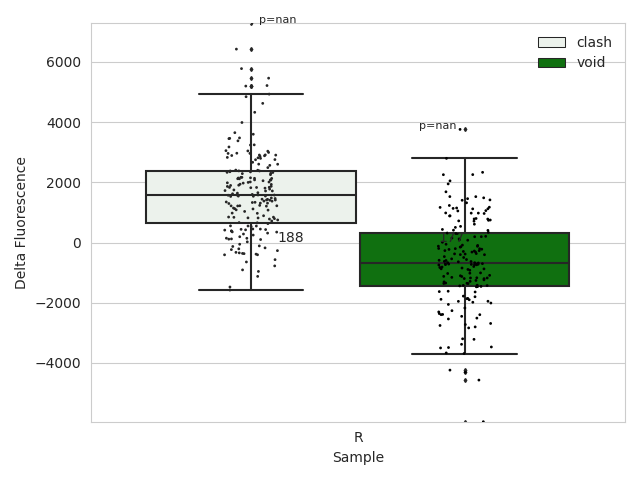 p=nan
clash
void
6000
4000
2000
0
−2000
−4000
p=nan
188
R
Sample
Delta Fluorescence